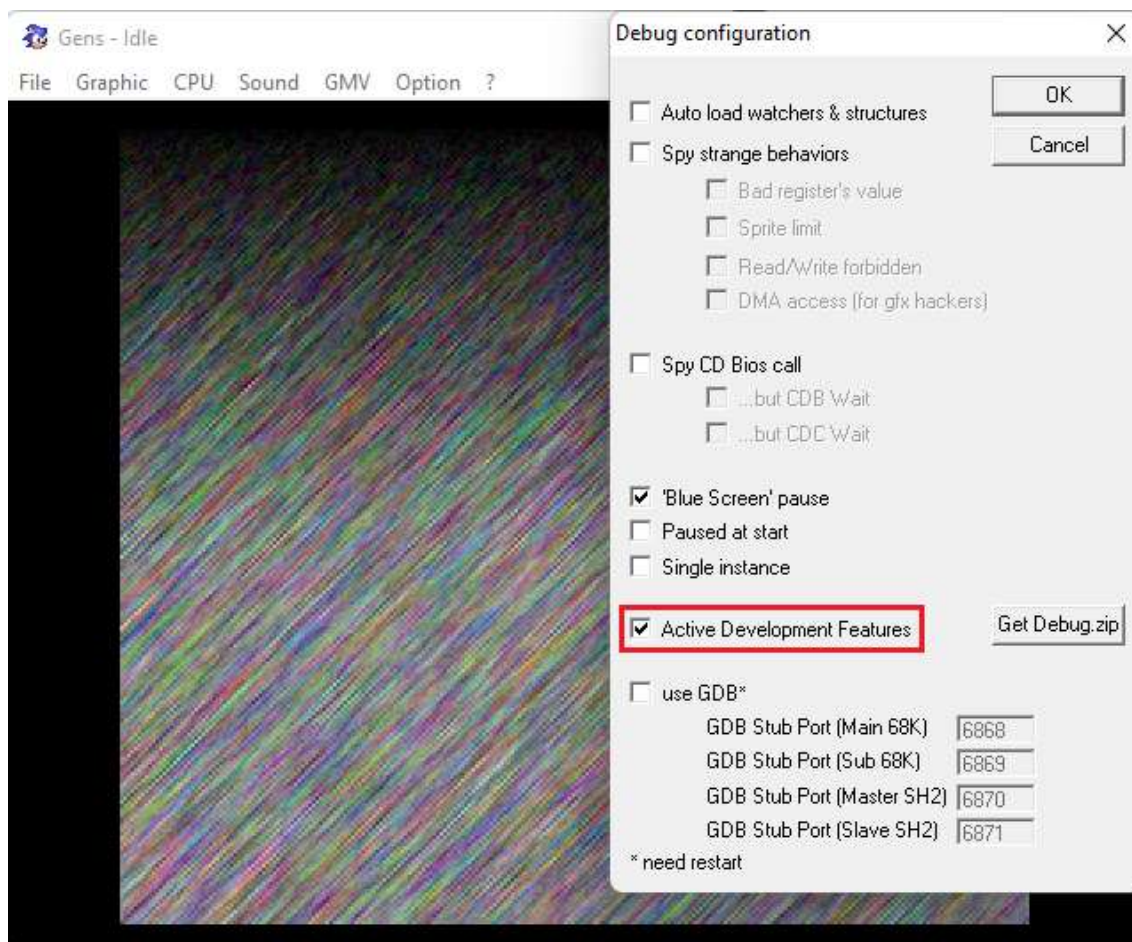 Gens - Idle
File Graphic CPU Sound GMV Option ?
Debug configuration
OK
Cancel
Auto load watchers & structures
Spy strange behaviors
Bad register's value
Sprite limit
Read/Write forbidden
DMA access (for gfx hackers)
Spy CD Bios call
...but CDB Wait
...but CDC Wait
'Blue Screen' pause
Paused at start
Single instance
Active Development Features
Get Debug.zip
use GDB*
GDB Stub Port (Main 68K) 6868
GDB Stub Port (Sub 68K) 6869
GDB Stub Port (Master SH2) 6870
GDB Stub Port (Slave SH2) 6871
* need restart